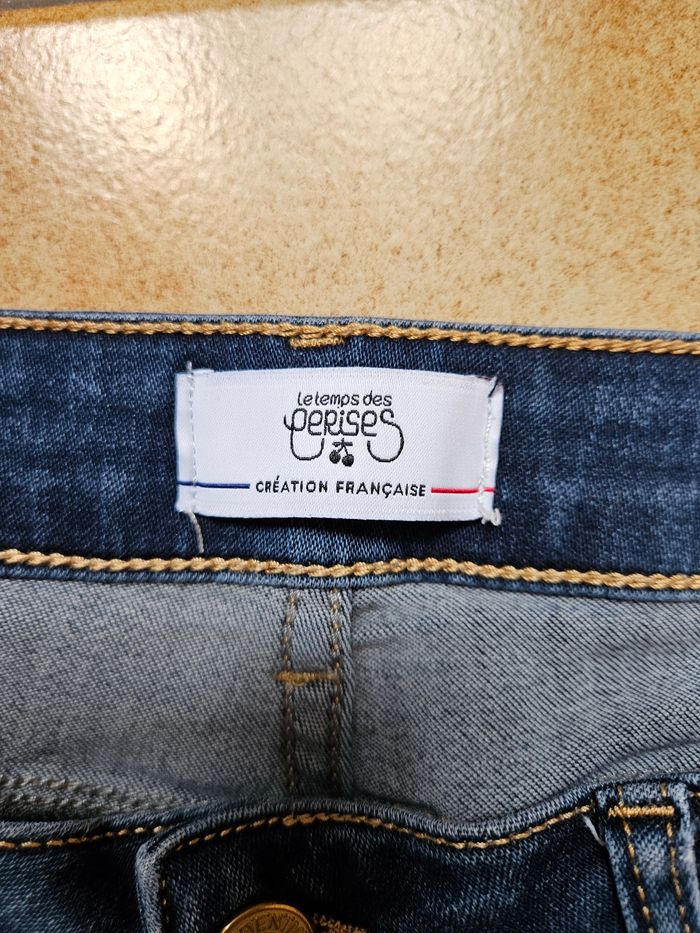 Le temps des
CERISES
CRÉATION FRANÇAISE